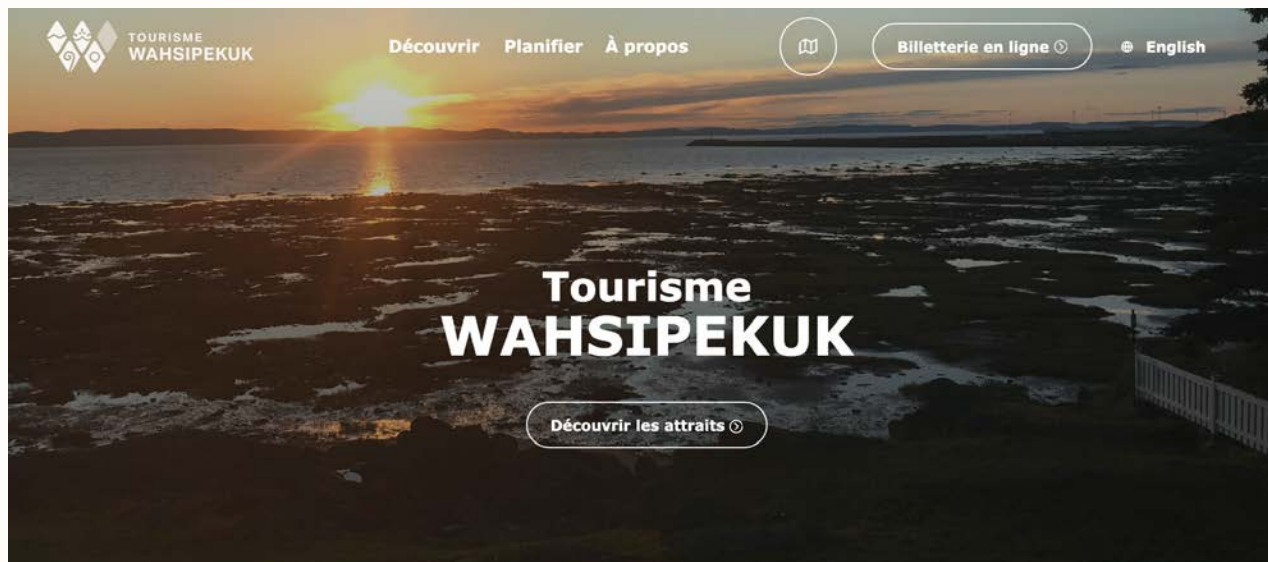 TOURISME
WAHSIPEKUK
Découvrir Planifier À propos
Billetterie en ligne
English
Tourisme
WAHSIPEKUK
Découvrir les attraits